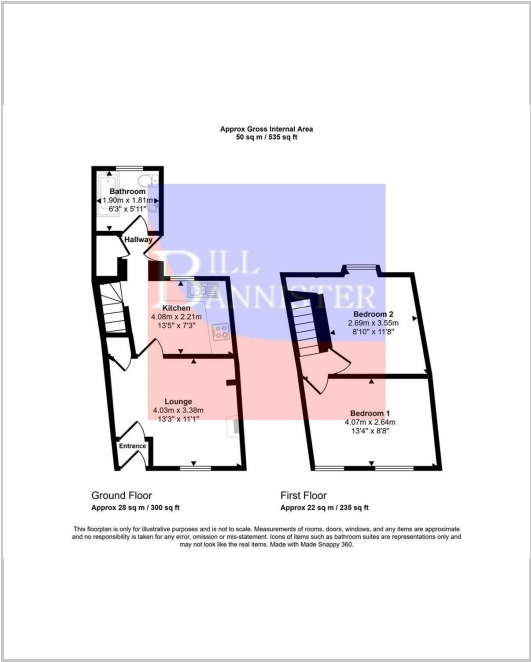 Approx Gross Internal Area
50 sq m / 535 sq ft
Bathroom
1.90m x 1.81m
6'3" x 5'11"
Hallway
BILL
BANNISTER
Kitchen
4.08m x 2.21m
13'5" x 7'3"
Bedroom 2
2.69m x 3.55m
8'10" x 11'8"
Lounge
4.03m x 3.38m
13'3" x 11'1"
Bedroom 1
4.07m x 2.64m
13'4" x 8'8"
Entrance
Ground Floor
Approx 28 sq m / 300 sq ft
First Floor
Approx 22 sq m / 235 sq ft
This floorplan is only for illustrative purposes and is not to scale. Measurements of rooms, doors, windows, and any items are approximate
and no responsibility is taken for any error, omission or mis-statement. Icons of items such as bathroom suites are representations only and
may not look like the real items. Made with Made Snappy 360.